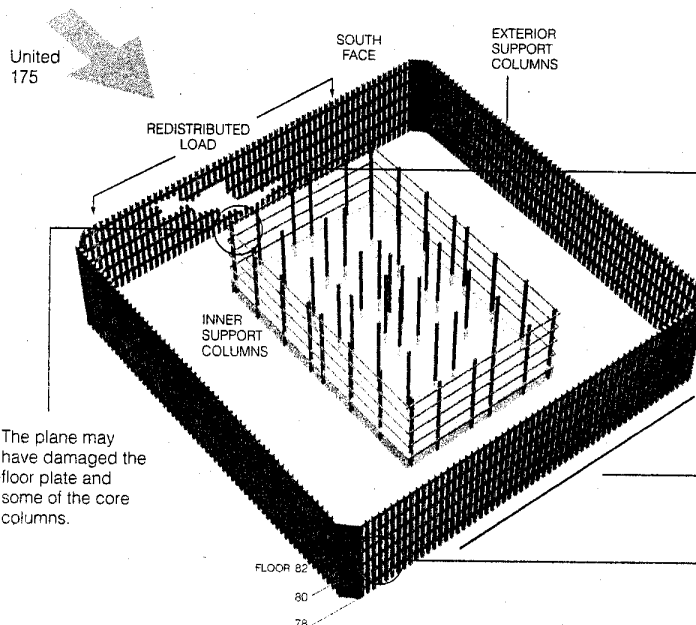 United
175
SOUTH
FACE
EXTERIOR
SUPPORT
COLUMNS
REDISTRIBUTED
LOAD
INNER
SUPPORT
COLUMNS
The plane may
have damaged the
floor plate and
some of the core
columns.
FLOOR 82
80
78